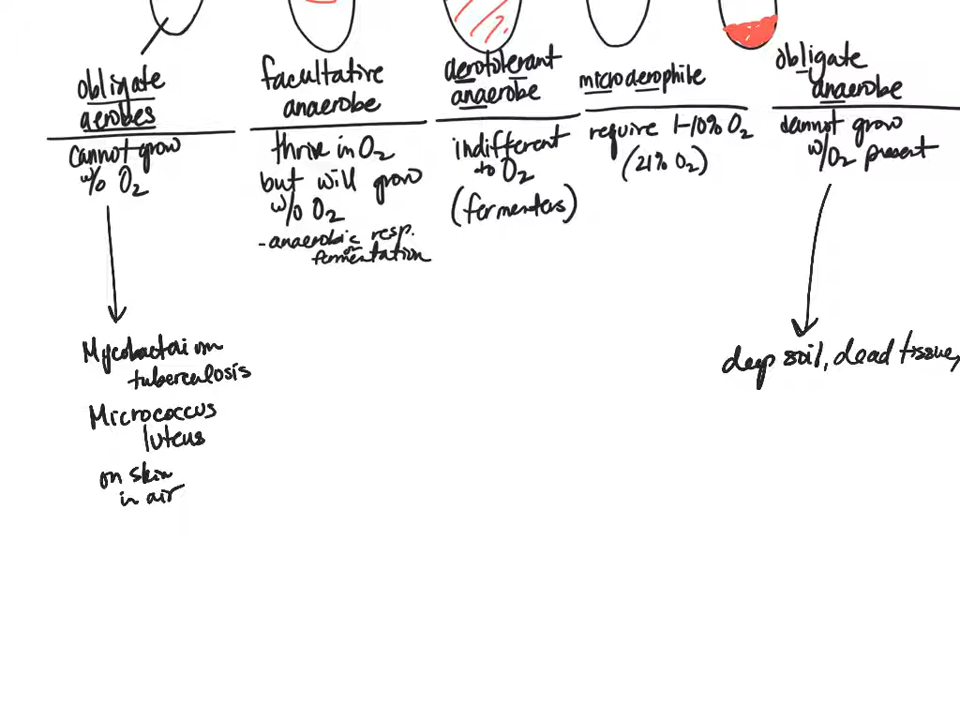 obligate
aerobes
cannot grow
w/o O2
facultative
anaerobe
thrive in O2
but will grow
w/o O2
-anaerobic resp.
or
fermentation
aerotolerant
anaerobe
indifferent
to O2
(fermenters)
microaerophile
require 1-10% O2
(21% O2)
obligate
anaerobe
cannot grow
w/O2 present
Mycobacterium
tuberculosis
Micrococcus
luteus
on skin
in air
deep soil, dead tissue,